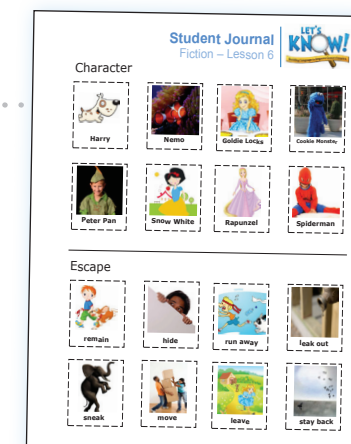 Student Journal
Fiction – Lesson 6
LET'S
KNOW!
Character
Harry
Nemo
Goldie Locks
Cookie Monster
Peter Pan
Snow White
Rapunzel
Spiderman
Escape
remain
hide
run away
leak out
sneak
move
leave
stay back